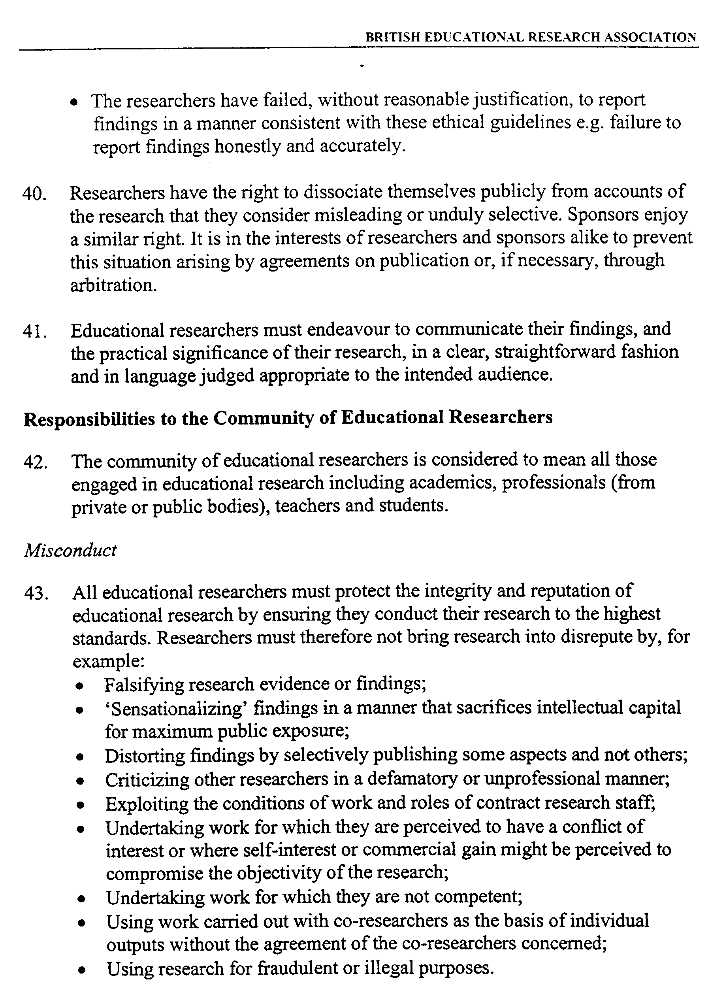 BRITISH EDUCATIONAL RESEARCH ASSOCIATION
• The researchers have failed, without reasonable justification, to report
findings in a manner consistent with these ethical guidelines e.g. failure to
report findings honestly and accurately.
40. Researchers have the right to dissociate themselves publicly from accounts of
the research that they consider misleading or unduly selective. Sponsors enjoy
a similar right. It is in the interests of researchers and sponsors alike to prevent
this situation arising by agreements on publication or, if necessary, through
arbitration.
41. Educational researchers must endeavour to communicate their findings, and
the practical significance of their research, in a clear, straightforward fashion
and in language judged appropriate to the intended audience.
Responsibilities to the Community of Educational Researchers
42. The community of educational researchers is considered to mean all those
engaged in educational research including academics, professionals (from
private or public bodies), teachers and students.
Misconduct
43. All educational researchers must protect the integrity and reputation of
educational research by ensuring they conduct their research to the highest
standards. Researchers must therefore not bring research into disrepute by, for
example:
• Falsifying research evidence or findings;
• ‘Sensationalizing’ findings in a manner that sacrifices intellectual capital
for maximum public exposure;
• Distorting findings by selectively publishing some aspects and not others;
• Criticizing other researchers in a defamatory or unprofessional manner;
• Exploiting the conditions of work and roles of contract research staff;
• Undertaking work for which they are perceived to have a conflict of
interest or where self-interest or commercial gain might be perceived to
compromise the objectivity of the research;
• Undertaking work for which they are not competent;
• Using work carried out with co-researchers as the basis of individual
outputs without the agreement of the co-researchers concerned;
• Using research for fraudulent or illegal purposes.